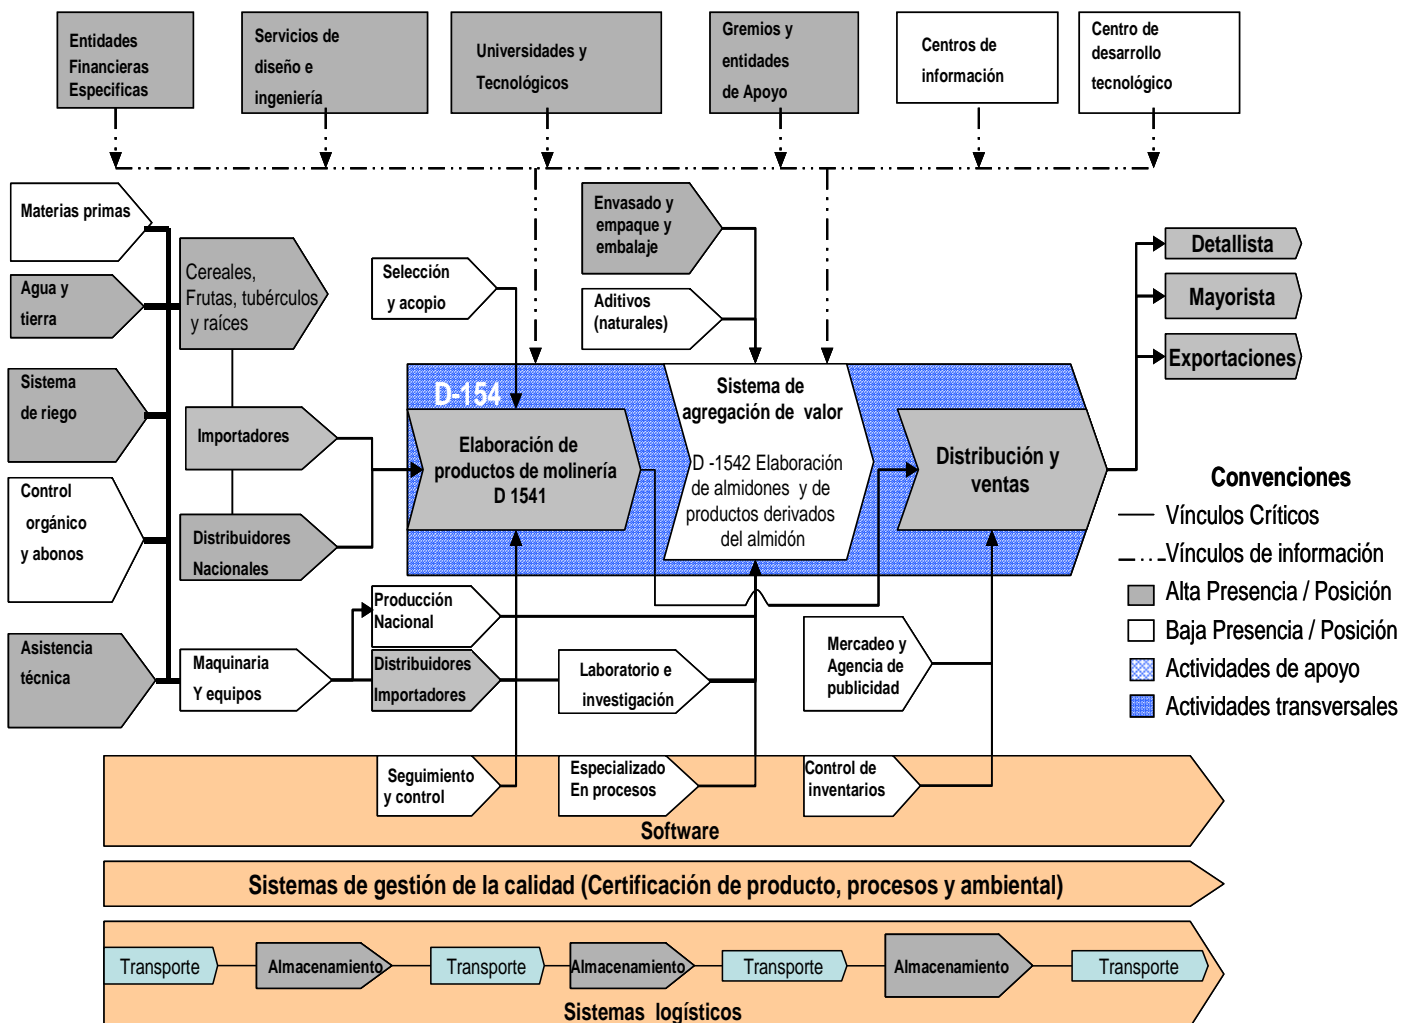 Entidades
Financieras
Especificas
Servicios de
diseño e
ingeniería
Universidades y
Tecnológicos
Gremios y
entidades
de Apoyo
Centros de
información
Centro de
desarrollo
tecnológico
Materias primas
Agua y
tierra
Sistema
de riego
Control
orgánico
y abonos
Asistencia
técnica
Cereales,
Frutas, tubérculos
y raíces
Importadores
Distribuidores
Nacionales
Maquinaria
Y equipos
Selección
y acopio
Envasado y
empaque y
embalaje
Aditivos
(naturales)
D-154
Elaboración de
productos de molinería
D 1541
Sistema de
agregación de valor
D -1542 Elaboración
de almidones y de
productos derivados
del almidón
Distribución y
ventas
Detallista
Mayorista
Exportaciones
Producción
Nacional
Distribuidores
Importadores
Laboratorio e
investigación
Mercadeo y
Agencia de
publicidad
Convenciones
Vínculos Críticos
Vínculos de información
Alta Presencia / Posición
Baja Presencia / Posición
Actividades de apoyo
Actividades transversales
Seguimiento
y control
Especializado
En procesos
Control de
inventarios
Software
Sistemas de gestión de la calidad (Certificación de producto, procesos y ambiental)
Transporte
Almacenamiento
Transporte
Almacenamiento
Transporte
Almacenamiento
Transporte
Sistemas logísticos